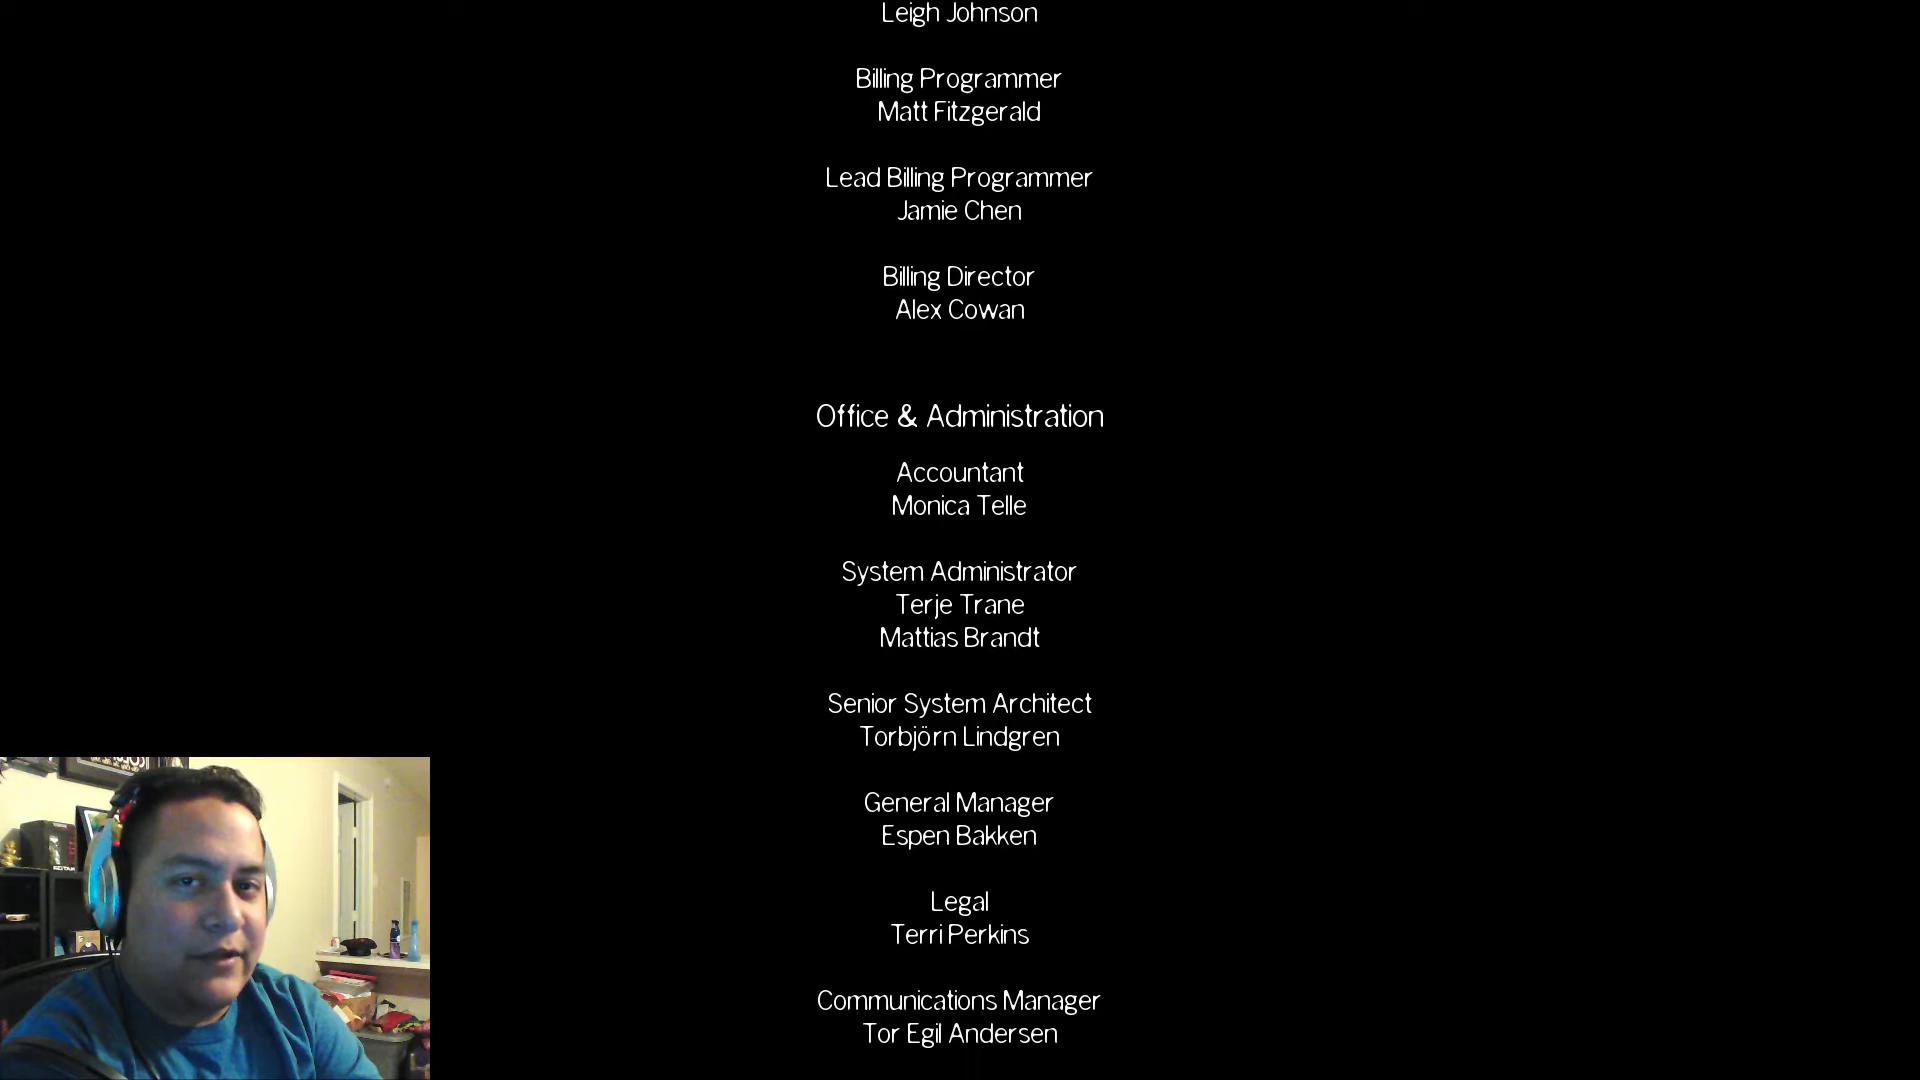 Leigh Johnson
Billing Programmer
Matt Fitzgerald
Lead Billing Programmer
Jamie Chen
Billing Director
Alex Cowan
Office & Administration
Accountant
Monica Telle
System Administrator
Terje Trane
Mattias Brandt
Senior System Architect
Torbjörn Lindgren
General Manager
Espen Bakken
Legal
Terri Perkins
Communications Manager
Tor Egil Andersen